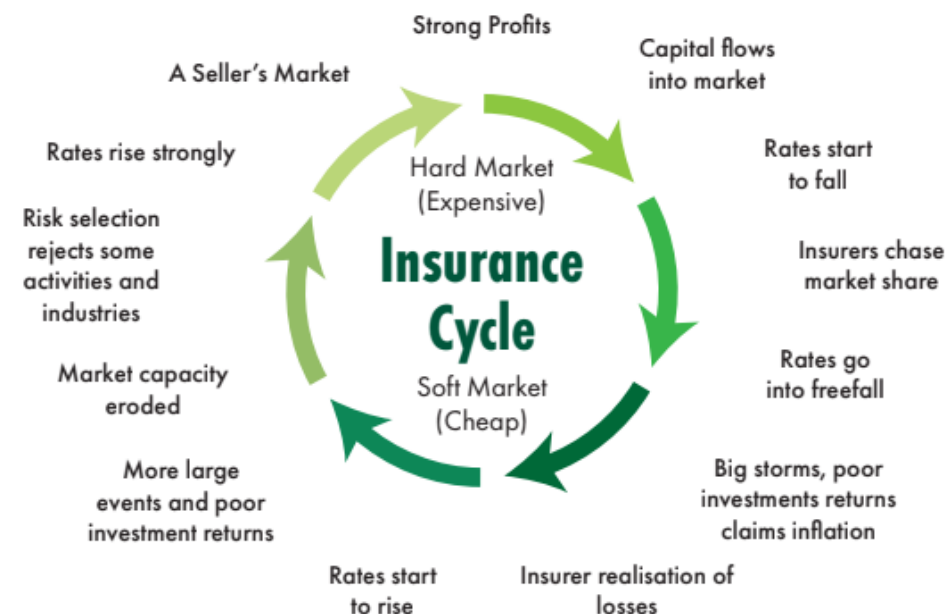 Strong Profits
Capital flows
into market
Rates start
to fall
Insurers chase
market share
Rates go
into freefall
Big storms, poor
investments returns
claims inflation
Insurer realisation of
losses
Rates start
to rise
More large
events and poor
investment returns
Market capacity
eroded
Risk selection
rejects some
activities and
industries
Rates rise strongly
A Seller's Market
Hard Market
(Expensive)
Insurance
Cycle
Soft Market
(Cheap)